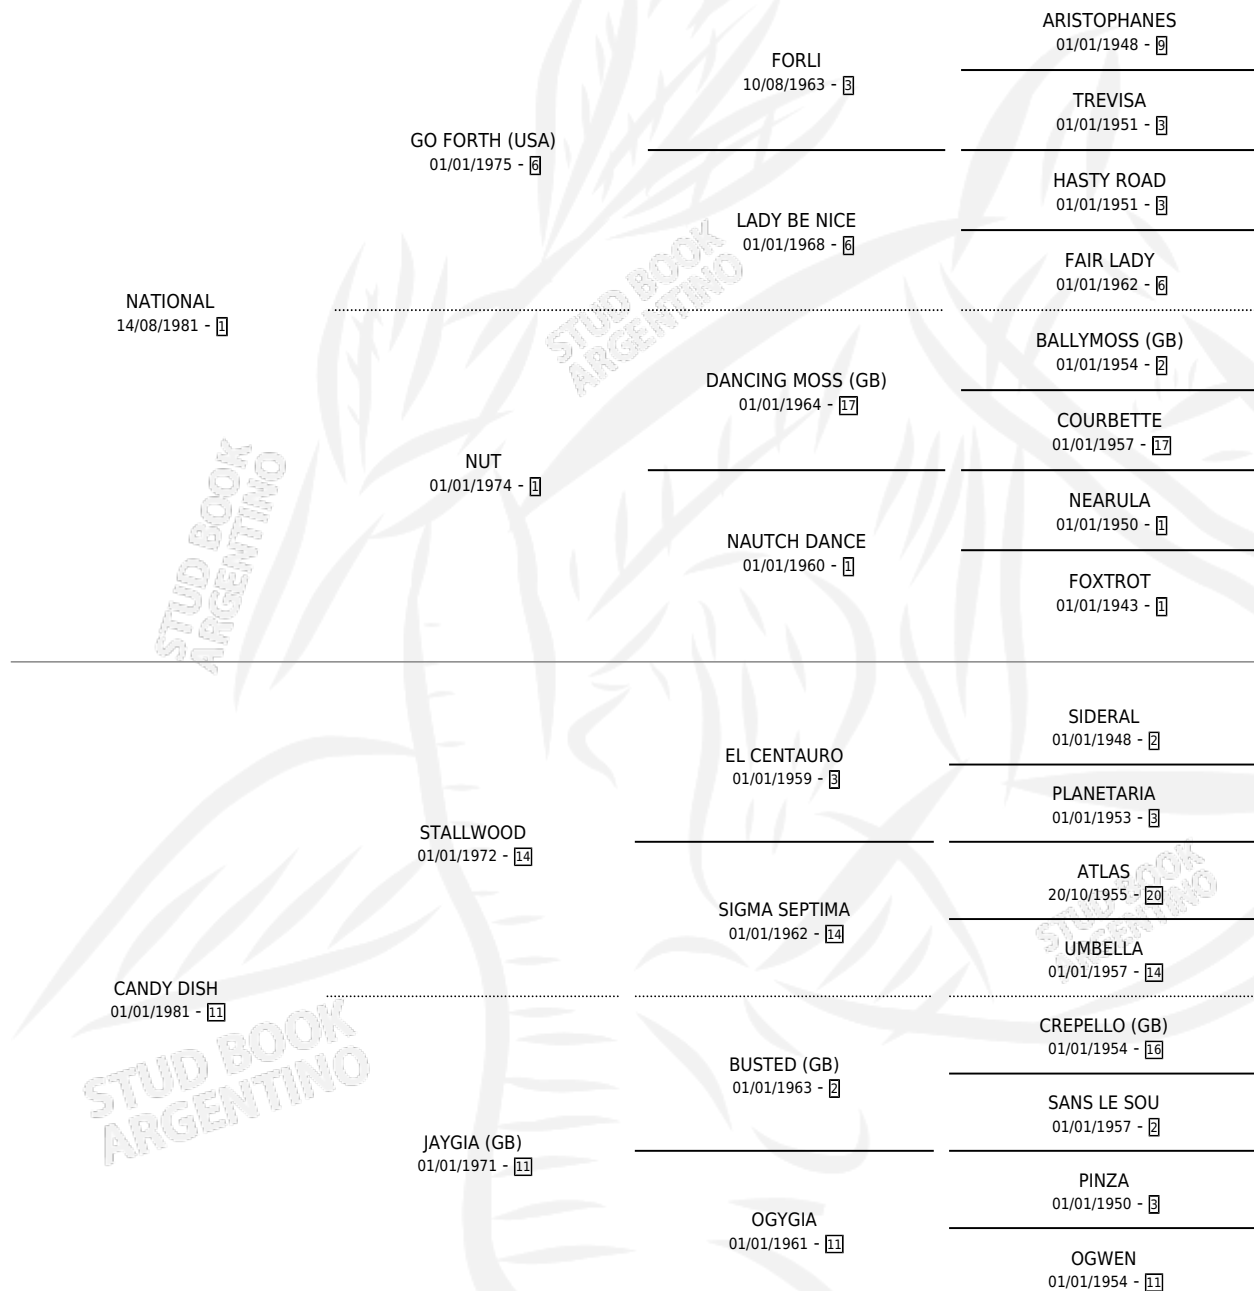 ARISTOPHANES
01/01/1948 - 9
FORLI
10/08/1963 - 3
TREVISA
01/01/1951 - 3
GO FORTH (USA)
01/01/1975 - 6
HASTY ROAD
01/01/1951 - 3
LADY BE NICE
01/01/1968 - 6
FAIR LADY
01/01/1962 - 6
NATIONAL
14/08/1981 - 1
STUD BOOK
ARGENTINO
BALLYMOSS (GB)
01/01/1954 - 2
DANCING MOSS (GB)
01/01/1964 - 17
COURBETTE
01/01/1957 - 17
NUT
01/01/1974 - 1
NEARULA
01/01/1950 - 1
NAUTCH DANCE
01/01/1960 - 1
FOXTROT
01/01/1943 - 1
STUD BOOK
ARGENTINO
SIDERAL
01/01/1948 - 2
EL CENTAURO
01/01/1959 - 3
PLANETARIA
01/01/1953 - 3
STALLWOOD
01/01/1972 - 14
ATLAS
20/10/1955 - 20
SIGMA SEPTIMA
01/01/1962 - 14
UMBELLA
01/01/1957 - 14
STUD BOOK
ARGENTINO
CANDY DISH
01/01/1981 - 11
CREPELLO (GB)
01/01/1954 - 16
BUSTED (GB)
01/01/1963 - 2
SANS LE SOU
01/01/1957 - 2
STUD BOOK
ARGENTINO
JAYGIA (GB)
01/01/1971 - 11
PINZA
01/01/1950 - 3
OGYGIA
01/01/1961 - 11
OGWEN
01/01/1954 - 11